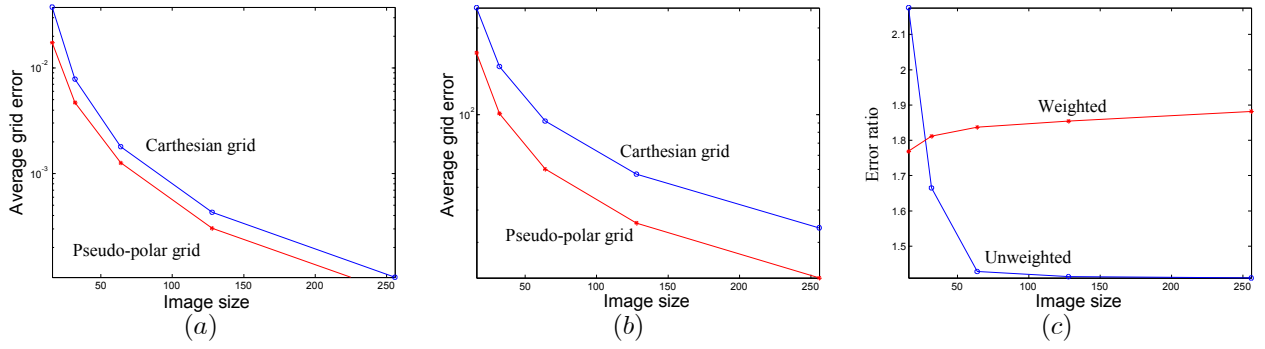 Average grid error
10^-2
10^-3
Carthesian grid
Pseudo-polar grid
50 100 150 200 250
Image size
(a)
Average grid error
10^2
Carthesian grid
Pseudo-polar grid
50 100 150 200 250
Image size
(b)
Error ratio
2.1
2
1.9
1.8
1.7
1.6
1.5
Weighted
Unweighted
50 100 150 200 250
Image size
(c)